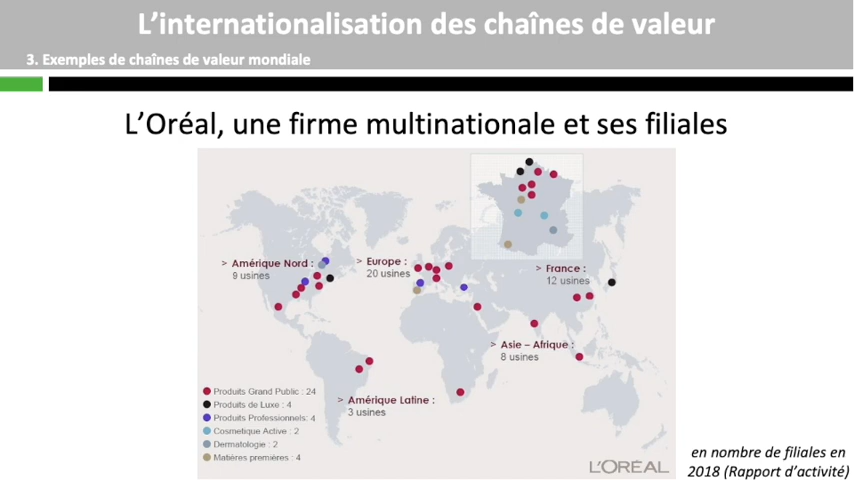 L’internationalisation des chaînes de valeur
3. Exemples de chaînes de valeur mondiale
L’Oréal, une firme multinationale et ses filiales
> Amérique Nord :
9 usines
> Europe :
20 usines
> France :
12 usines
> Asie – Afrique :
8 usines
> Amérique Latine :
3 usines
Produits Grand Public : 24
Produits de Luxe : 4
Produits Professionnels: 4
Cosmetique Active : 2
Dermatologie : 2
Matières premières : 4
L'ORÉAL
en nombre de filiales en
2018 (Rapport d’activité)